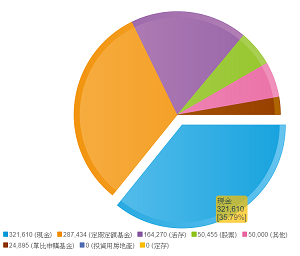 現金
321,610
[35.79%]
321,610 (現金) 287,434 (定期定額基金) 164,270 (活存) 50,455 (股票) 50,000 (其他)
24,895 (單比申購基金) 0 (投資用房地產) 0 (定存)